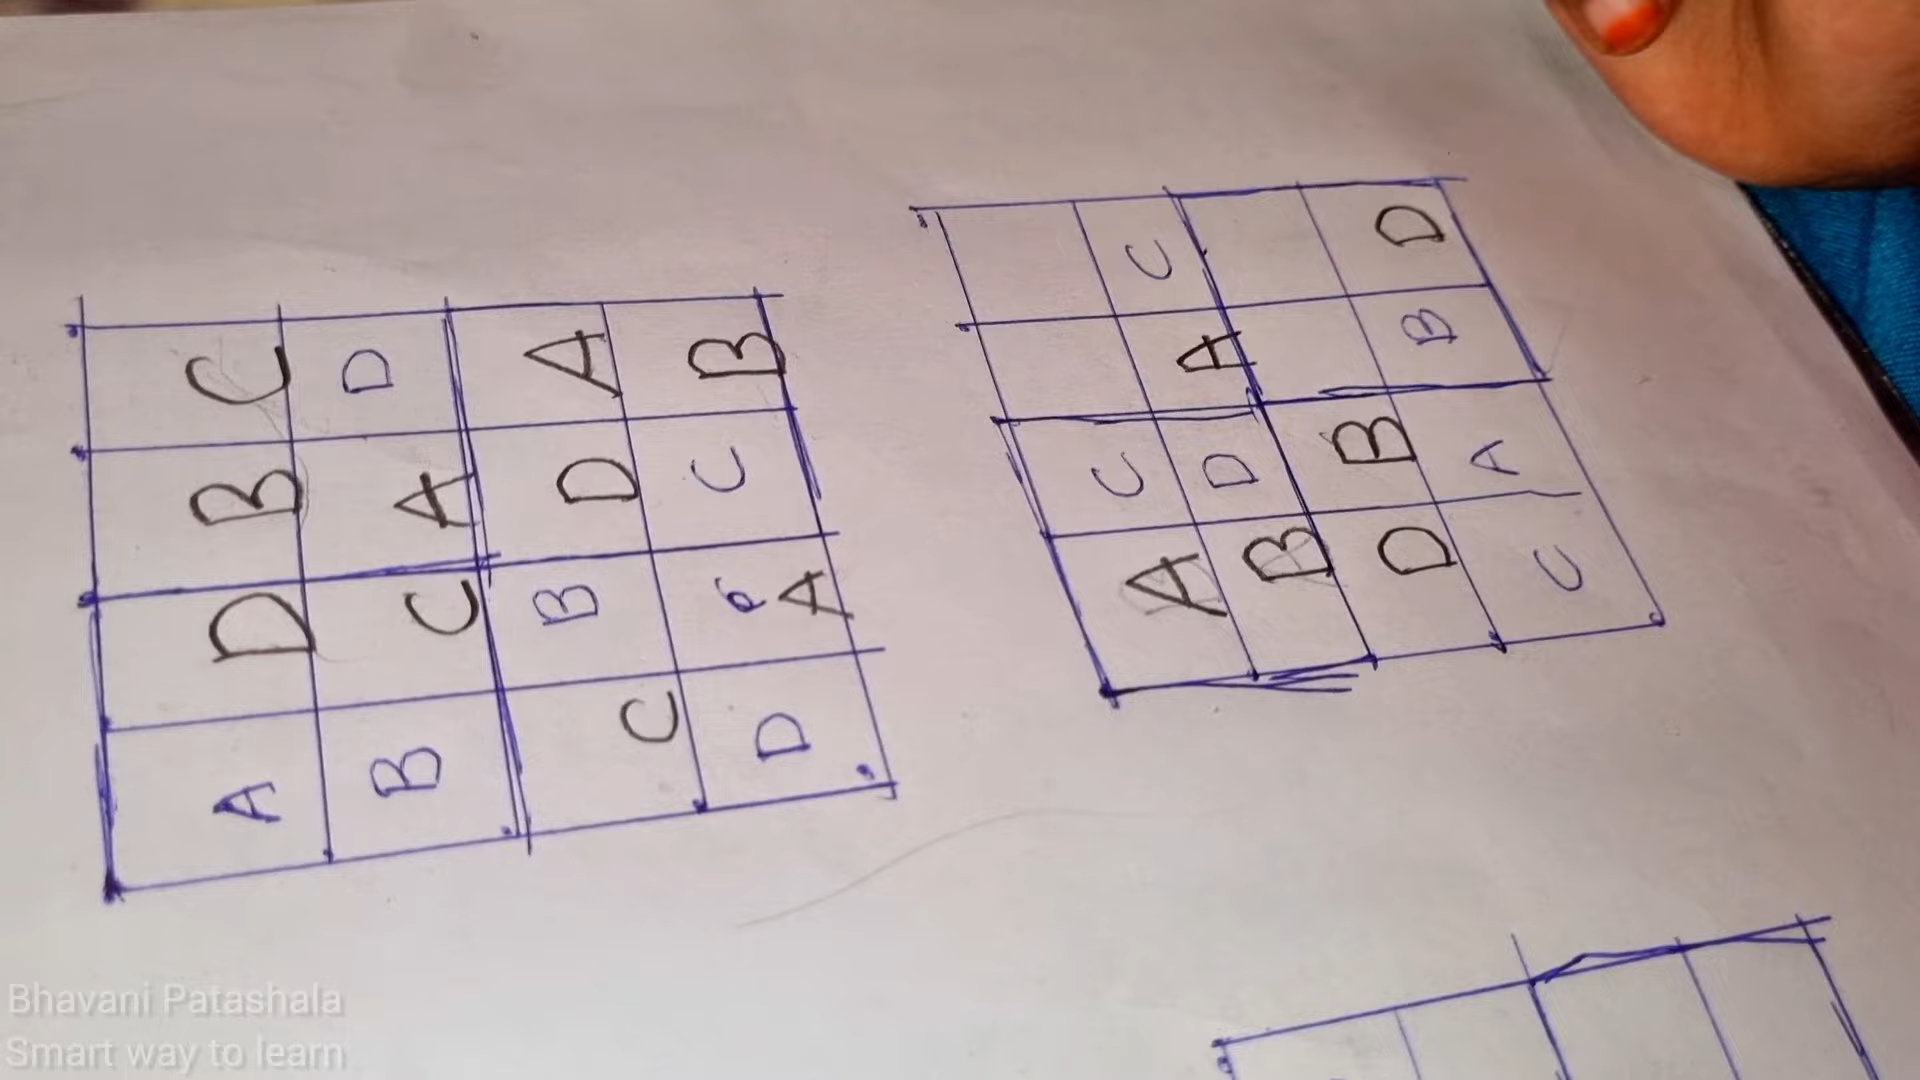 A D B C
B C A D
C B D A
D A C B
A C
B D A C
D B
C A B D
Bhavani Patashala
Smart way to learn